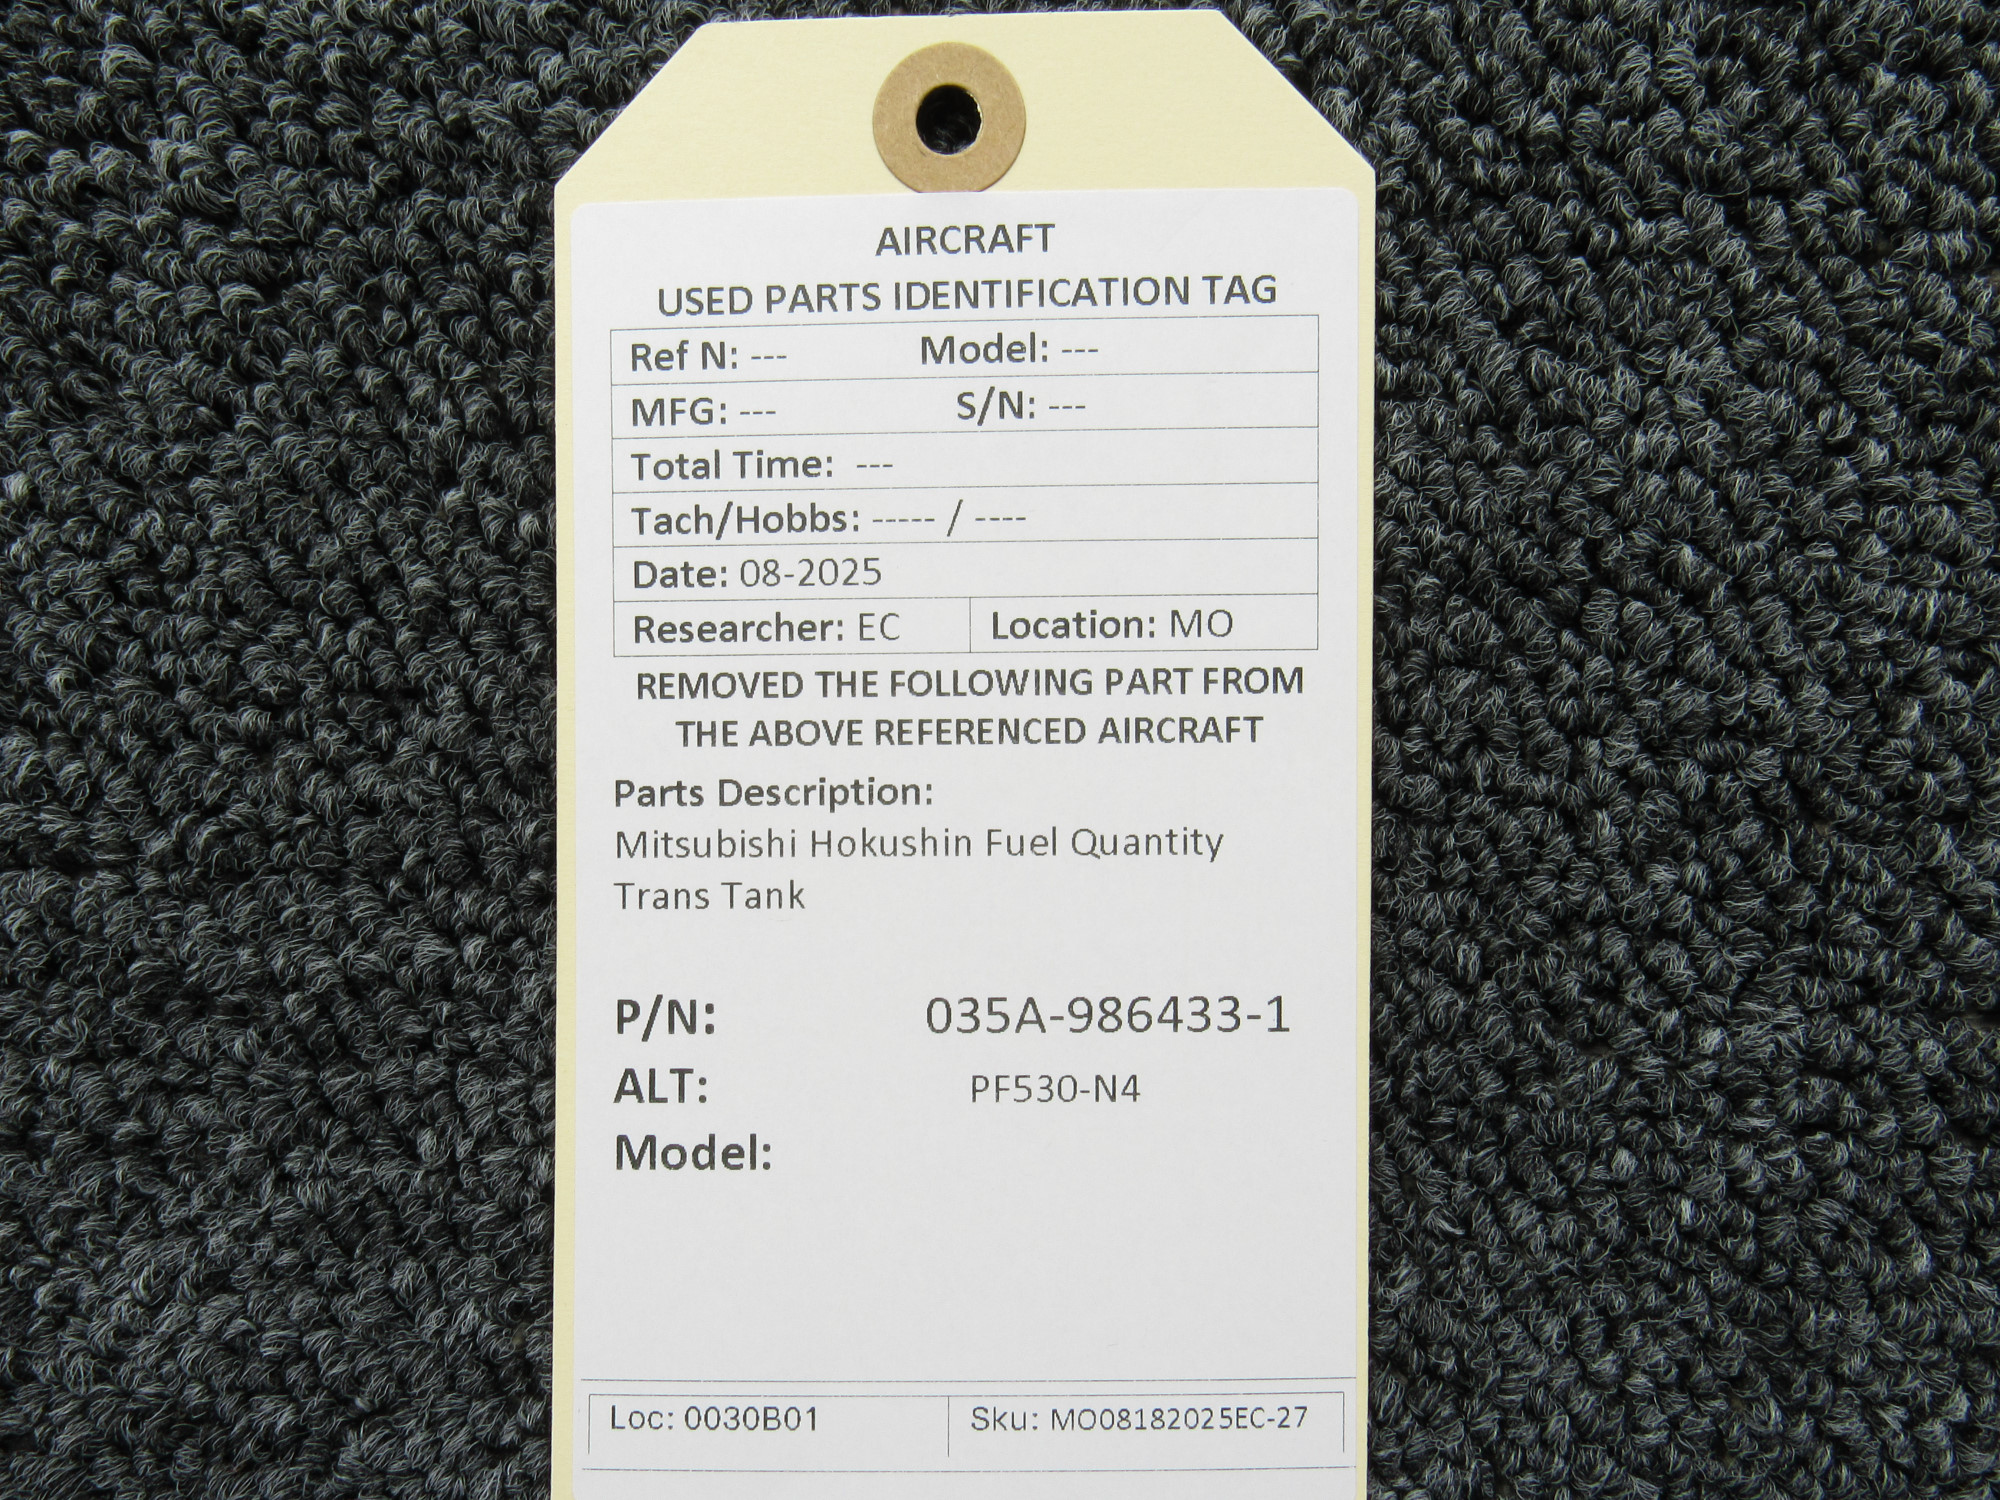 AIRCRAFT
USED PARTS IDENTIFICATION TAG
Ref N: --- Model: ---
MFG: --- S/N: ---
Total Time: ---
Tach/Hobbs: ----- / ----
Date: 08-2025
Researcher: EC Location: MO
REMOVED THE FOLLOWING PART FROM
THE ABOVE REFERENCED AIRCRAFT
Parts Description:
Mitsubishi Hokushin Fuel Quantity
Trans Tank
P/N: 035A-986433-1
ALT: PF530-N4
Model:
Loc: 0030B01 Sku: MO08182025EC-27